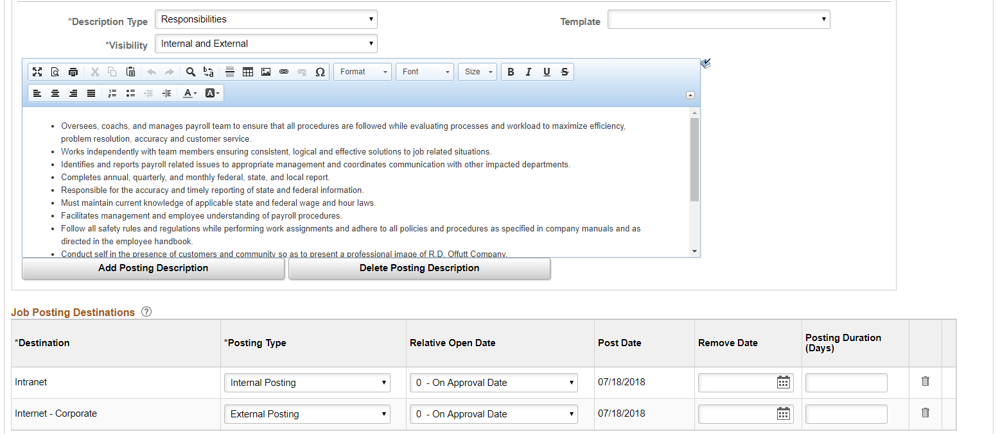 *Description Type Responsibilities Template
*Visibility Internal and External
Format Font Size B I U S
A A
• Oversees, coachs, and manages payroll team to ensure that all procedures are followed while evaluating processes and workload to maximize efficiency,
problem resolution, accuracy and customer service.
• Works independently with team members ensuring consistent, logical and effective solutions to job related situations.
• Identifies and reports payroll related issues to appropriate management and coordinates communication with other impacted departments.
• Completes annual, quarterly, and monthly federal, state, and local report.
• Responsible for the accuracy and timely reporting of state and federal information.
• Must maintain current knowledge of applicable state and federal wage and hour laws.
• Facilitates management and employee understanding of payroll procedures.
• Follow all safety rules and regulations while performing work assignments and adhere to all policies and procedures as specified in company manuals and as
directed in the employee handbook.
• Conduct self in the presence of customers and community so as to present a professional image of R.D. Offutt Company.
Add Posting Description Delete Posting Description
Job Posting Destinations ?
*Destination *Posting Type Relative Open Date Post Date Remove Date Posting Duration
(Days)
Intranet Internal Posting 0 - On Approval Date 07/18/2018
Internet - Corporate External Posting 0 - On Approval Date 07/18/2018